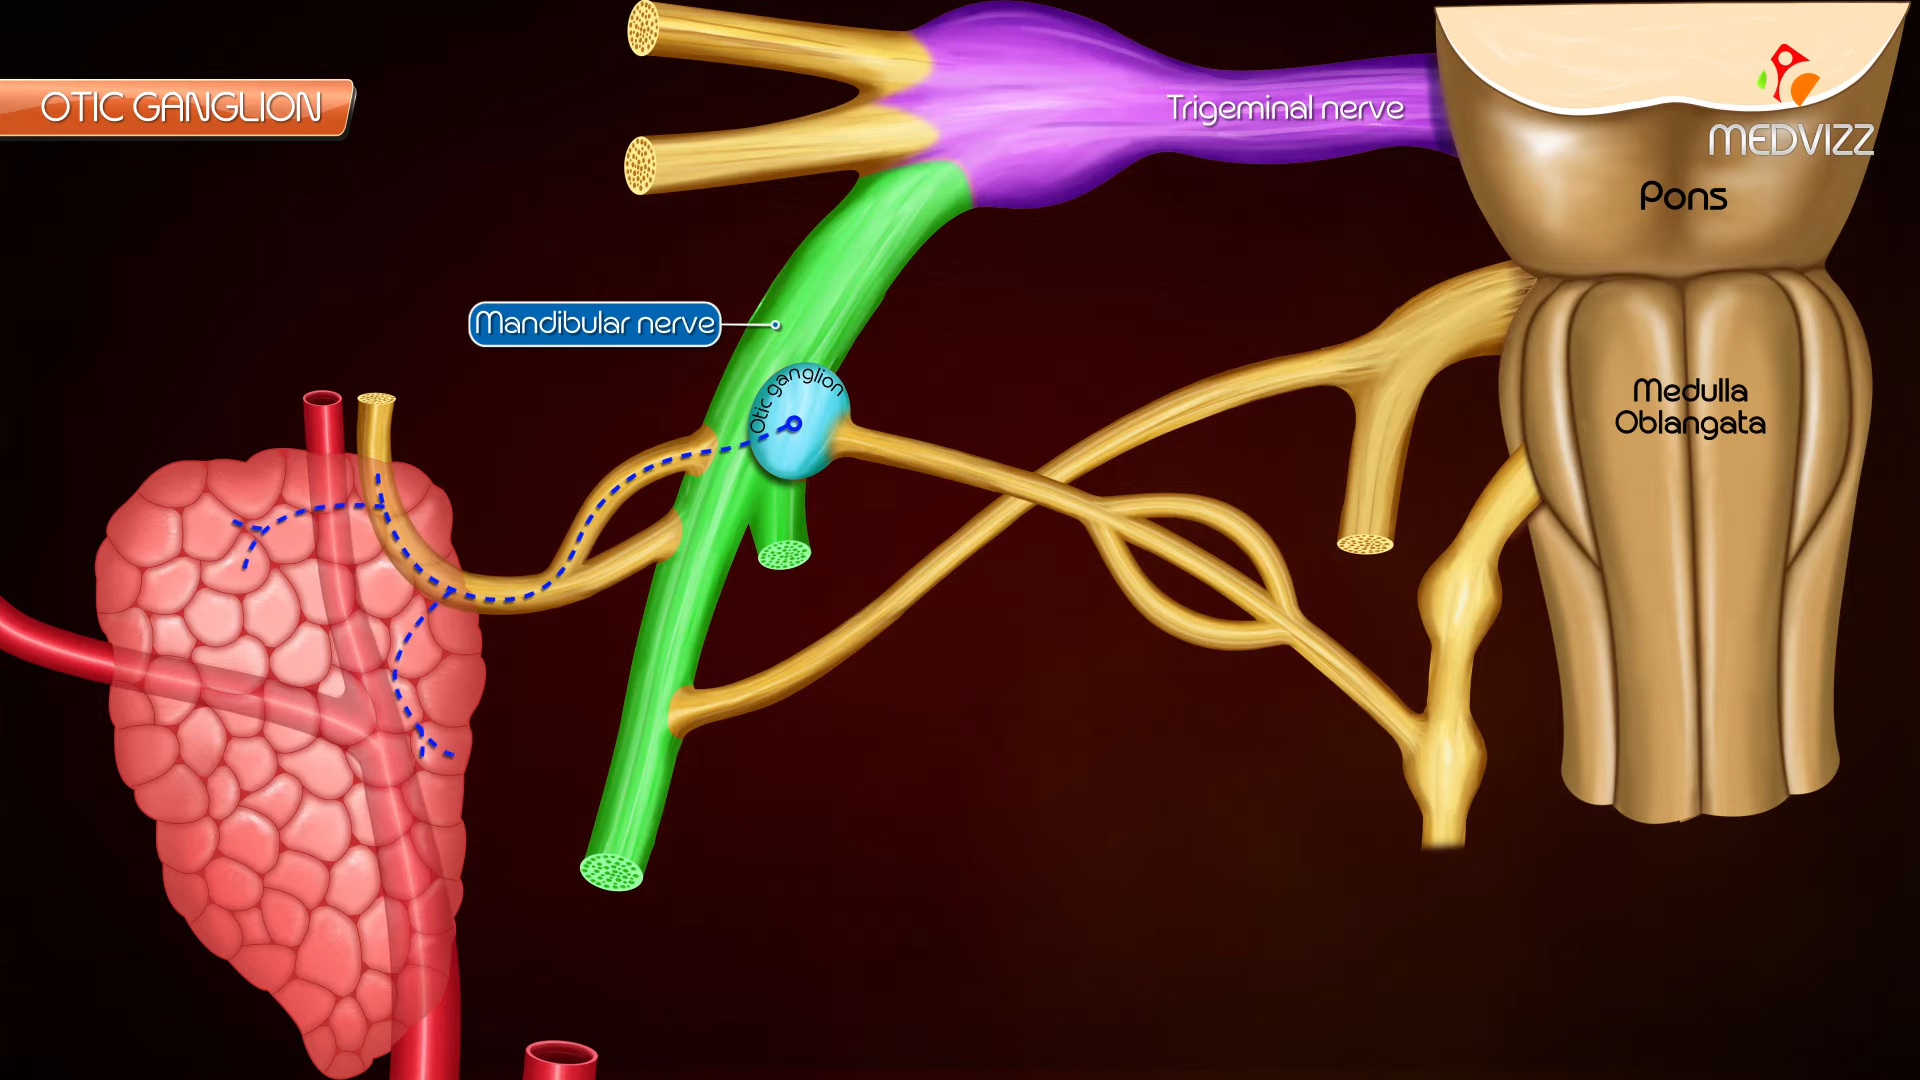 OTIC GANGLION
Trigeminal nerve
MEDVIZZ
Pons
Mandibular nerve
Otic ganglion
Medulla
Oblangata